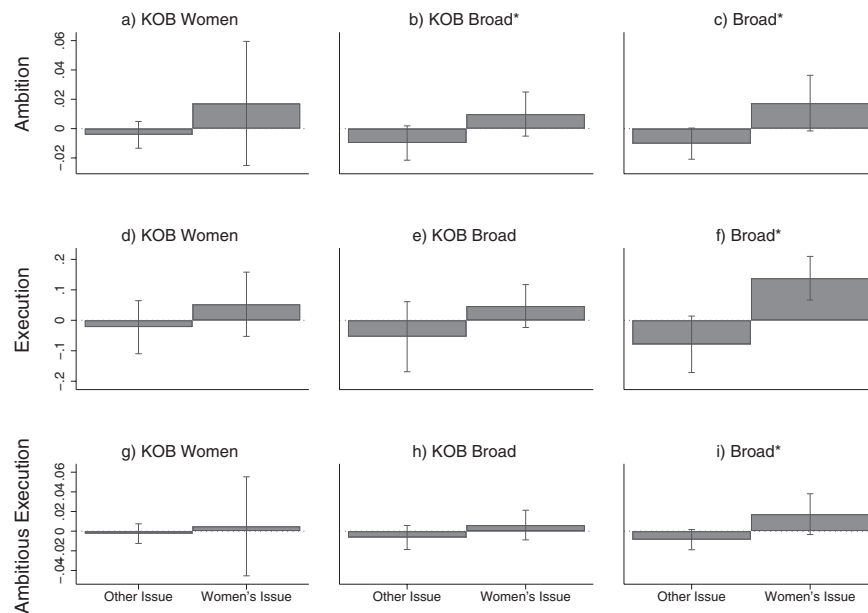 a) KOB Women
b) KOB Broad*
c) Broad*
Ambition
.06
.04
.02
0
-.02
d) KOB Women
e) KOB Broad
f) Broad*
Execution
.2
.1
0
-.1
-.2
g) KOB Women
h) KOB Broad
i) Broad*
Ambitious Execution
-.04.02 0 .02.04.06
Other Issue Women's Issue Other Issue Women's Issue Other Issue Women's Issue